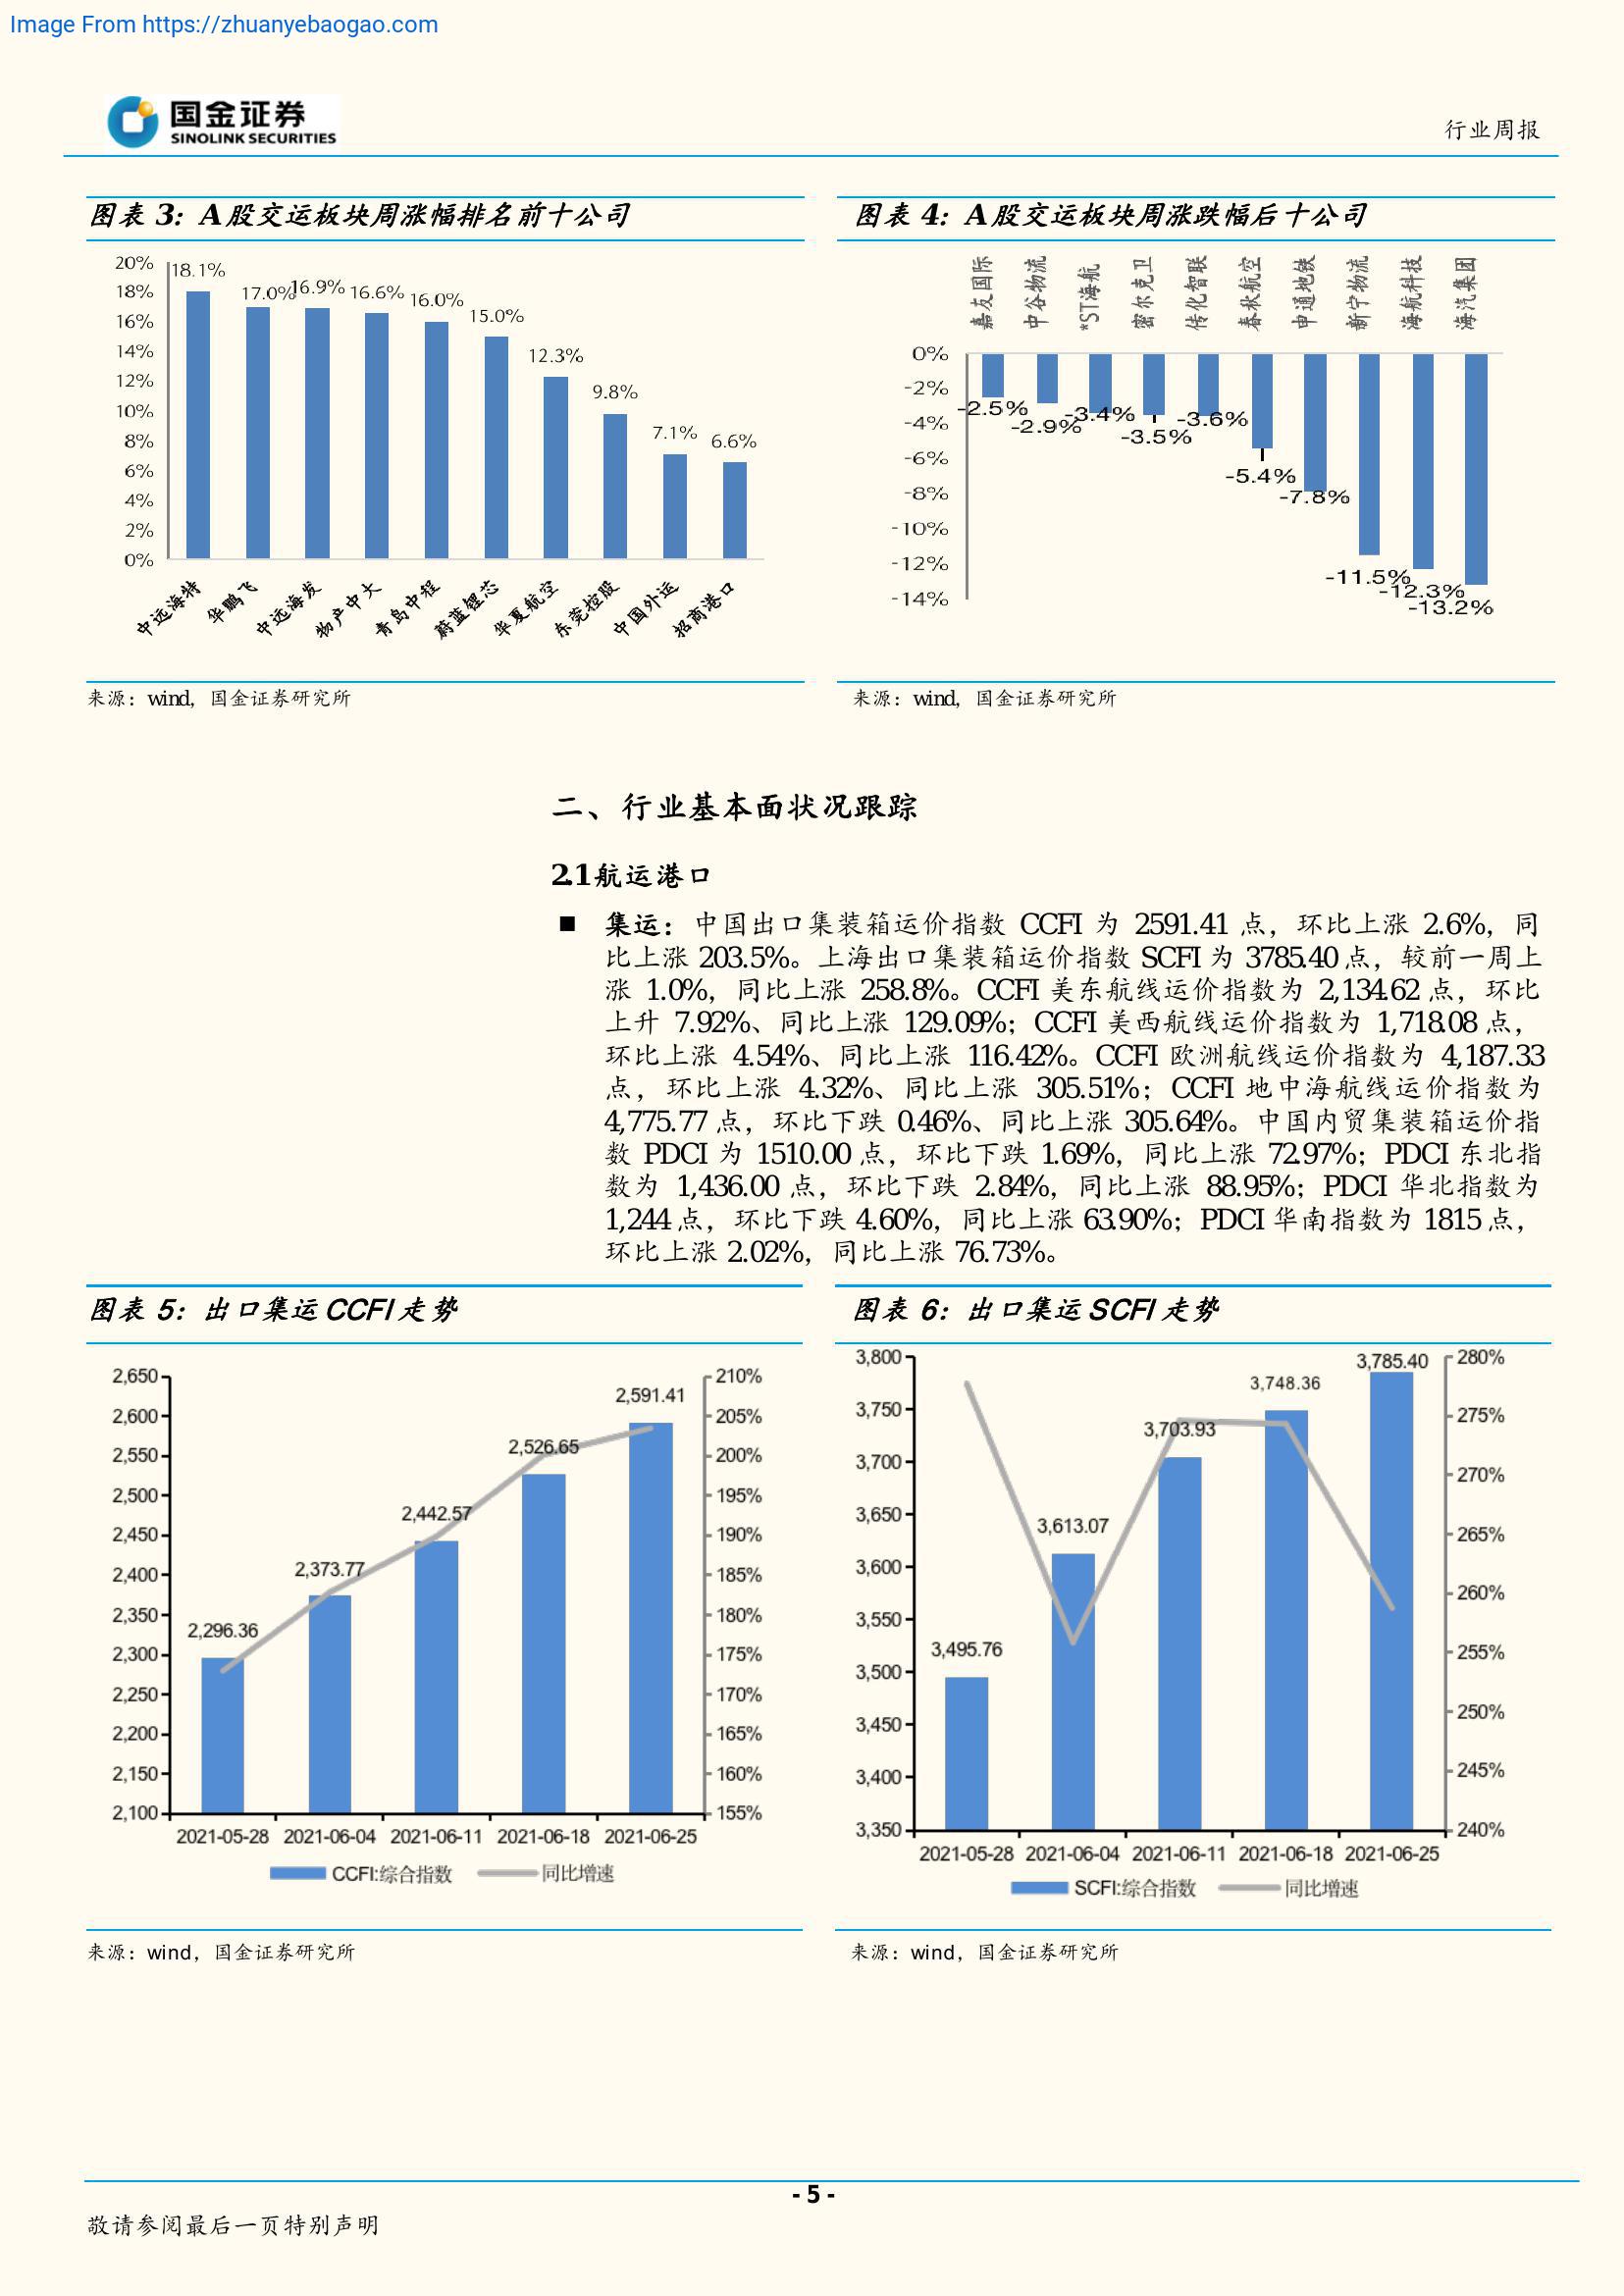 Image From https://zhuanyebaogao.com
国金证券
SINOLINK SECURITIES
行业周报
图表 3：A 股交运板块周涨幅排名前十公司
20%
18%
16%
14%
12%
10%
8%
6%
4%
2%
0%
18.1%
17.0%
16.9%
16.6%
16.0%
15.0%
12.3%
9.8%
7.1%
6.6%
中远海特
华鹏飞
中远海发
物产中大
青岛中程
蔚蓝锂芯
华夏航空
东莞控股
中国外运
招商港口
来源：wind，国金证券研究所
图表 4：A 股交运板块周涨跌幅后十公司
嘉友国际
中谷物流
*ST海航
密尔克卫
传化智联
春秋航空
申通地铁
新宁物流
海航科技
海汽集团
0%
-2%
-4%
-6%
-8%
-10%
-12%
-14%
-2.5%
-2.9%
-3.4%
-3.5%
-3.6%
-5.4%
-7.8%
-11.5%
-12.3%
-13.2%
来源：wind，国金证券研究所
二、行业基本面状况跟踪
2.1航运港口
■ 集运：中国出口集装箱运价指数 CCFI 为 2591.41 点，环比上涨 2.6%，同
比上涨 203.5%。上海出口集装箱运价指数 SCFI 为 3785.40 点，较前一周上
涨 1.0%，同比上涨 258.8%。CCFI 美东航线运价指数为 2,134.62 点，环比
上升 7.92%、同比上涨 129.09%；CCFI 美西航线运价指数为 1,718.08 点，
环比上涨 4.54%、同比上涨 116.42%。CCFI 欧洲航线运价指数为 4,187.33
点，环比上涨 4.32%、同比上涨 305.51%；CCFI 地中海航线运价指数为
4,775.77 点，环比下跌 0.46%、同比上涨 305.64%。中国内贸集装箱运价指
数 PDCI 为 1510.00 点，环比下跌 1.69%，同比上涨 72.97%；PDCI 东北指
数为 1,436.00 点，环比下跌 2.84%，同比上涨 88.95%；PDCI 华北指数为
1,244 点，环比下跌 4.60%，同比上涨 63.90%；PDCI 华南指数为 1815 点，
环比上涨 2.02%，同比上涨 76.73%。
图表 5：出口集运 CCFI 走势
2,650
2,600
2,550
2,500
2,450
2,400
2,350
2,300
2,250
2,200
2,150
2,100
2,296.36
2,373.77
2,442.57
2,526.65
2,591.41
210%
205%
200%
195%
190%
185%
180%
175%
170%
165%
160%
155%
2021-05-28 2021-06-04 2021-06-11 2021-06-18 2021-06-25
CCFI:综合指数 同比增速
来源：wind，国金证券研究所
图表 6：出口集运 SCFI 走势
3,800
3,750
3,700
3,650
3,600
3,550
3,500
3,450
3,400
3,350
3,495.76
3,613.07
3,703.93
3,748.36
3,785.40
280%
275%
270%
265%
260%
255%
250%
245%
240%
2021-05-28 2021-06-04 2021-06-11 2021-06-18 2021-06-25
SCFI:综合指数 同比增速
来源：wind，国金证券研究所
- 5 -
敬请参阅最后一页特别声明